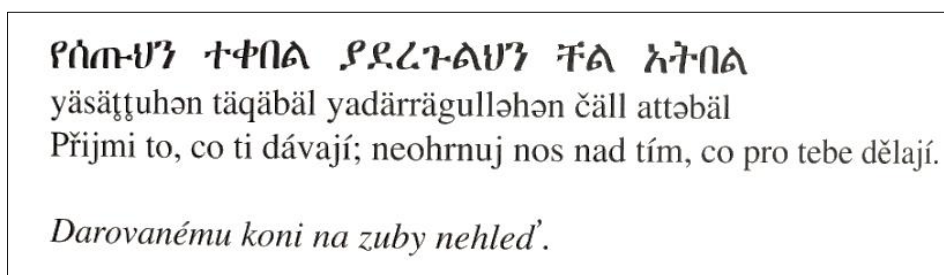 የሰጡህን ተቀበል ያደረጉልህን ቸል አትበል
yäsäṭṭuhən täqäbäl yadärrägulləhən čäll attəbäl
Přijmi to, co ti dávají; neohrnuj nos nad tím, co pro tebe dělají.
Darovanému koni na zuby nehleď.